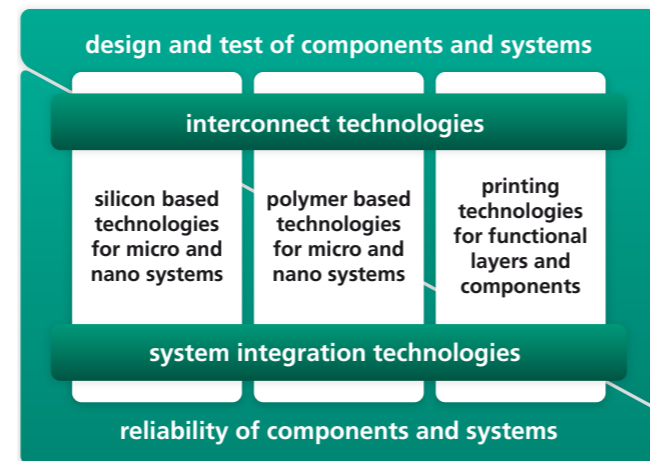 design and test of components and systems
interconnect technologies
silicon based
technologies
for micro and
nano systems
polymer based
technologies
for micro and
nano systems
printing
technologies
for functional
layers and
components
system integration technologies
reliability of components and systems